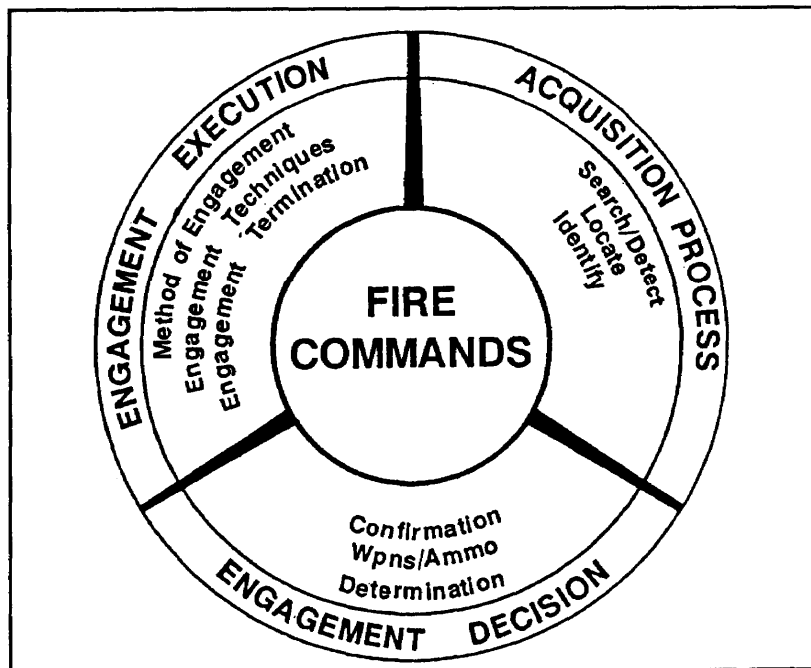 ACQUISITION PROCESS
Search/Detect
Locate
Identify
ENGAGEMENT DECISION
Confirmation
Wpns/Ammo
Determination
ENGAGEMENT EXECUTION
Method of Engagement
Engagement Techniques
Engagement Termination
FIRE
COMMANDS